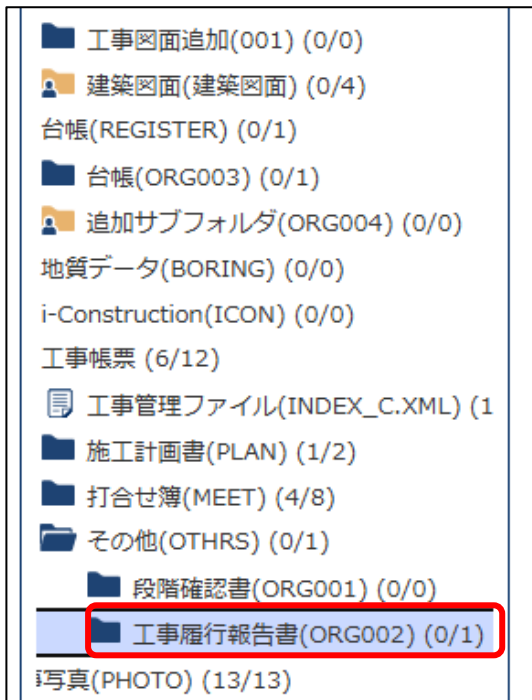 工事図面追加(001) (0/0)
建築図面(建築図面) (0/4)
台帳(REGISTER) (0/1)
台帳(ORG003) (0/1)
追加サブフォルダ(ORG004) (0/0)
地質データ(BORING) (0/0)
i-Construction(ICON) (0/0)
工事帳票 (6/12)
工事管理ファイル(INDEX_C.XML) (1
施工計画書(PLAN) (1/2)
打合せ簿(MEET) (4/8)
その他(OTHRS) (0/1)
段階確認書(ORG001) (0/0)
工事履行報告書(ORG002) (0/1)
写真(PHOTO) (13/13)